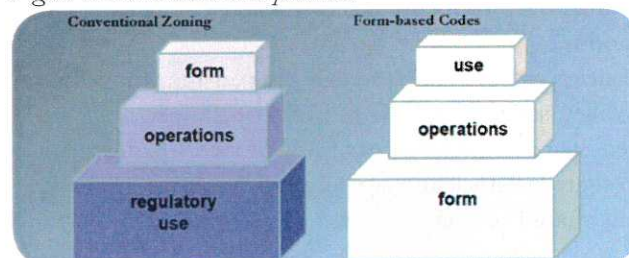 Conventional Zoning
Form-based Codes
form
operations
regulatory
use
use
operations
form